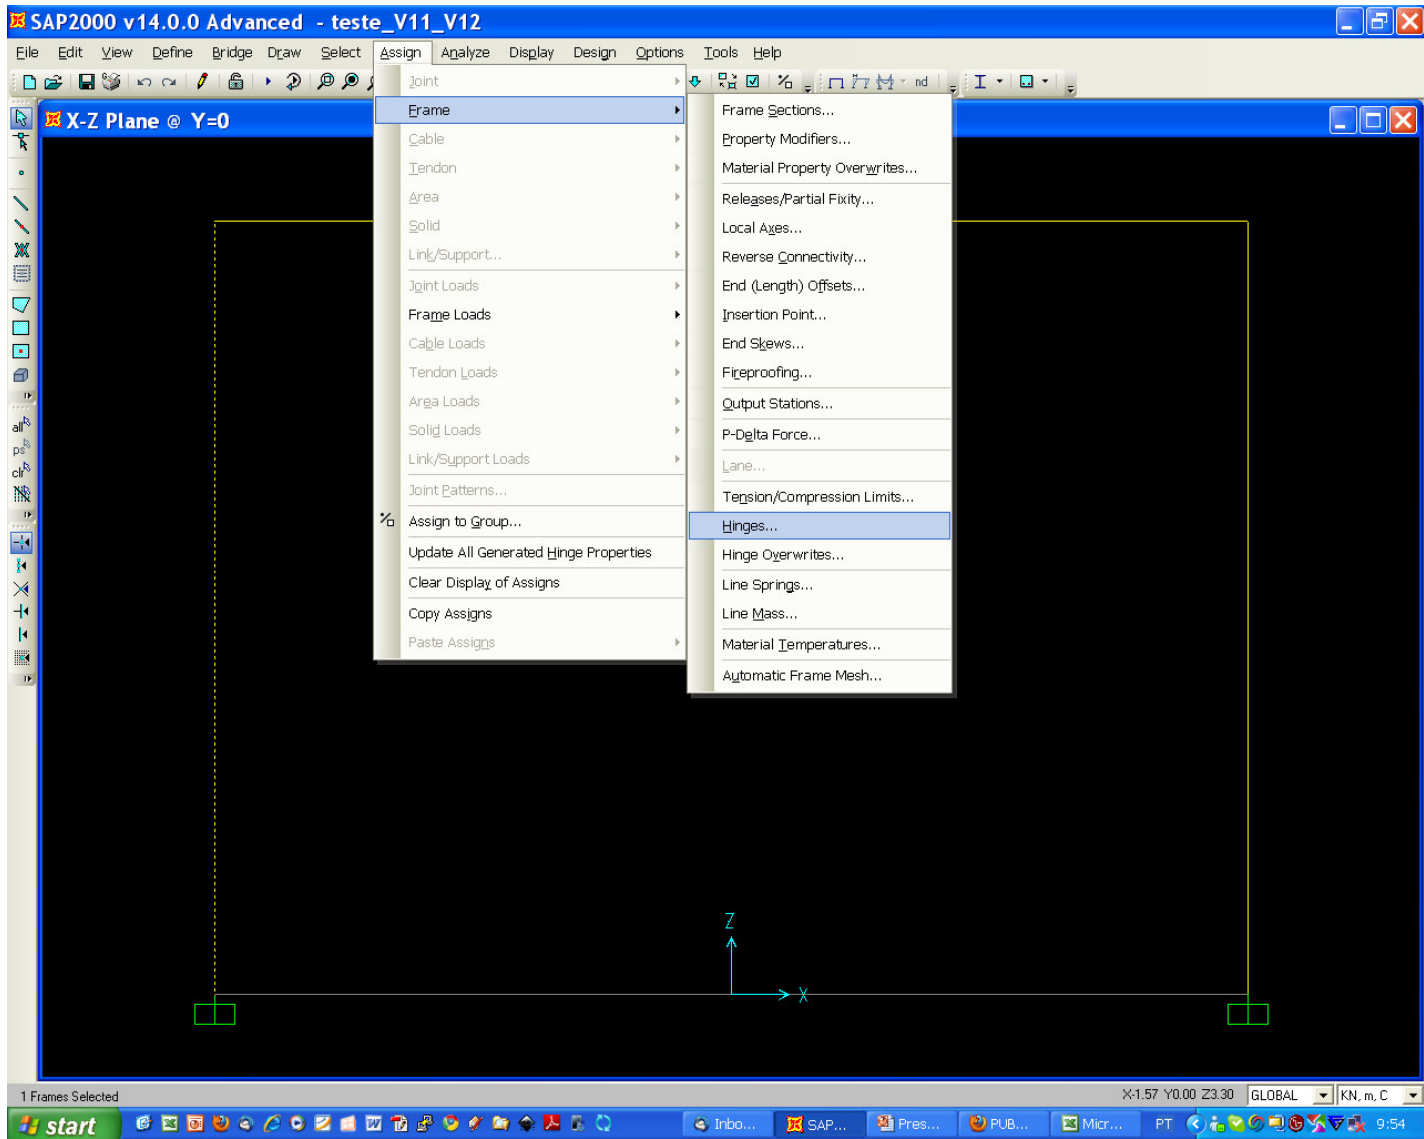 SAP2000 v14.0.0 Advanced - teste_V11_V12
File Edit View Define Bridge Draw Select Assign Analyze Display Design Options Tools Help
nd
X-Z Plane @ Y=0
Joint
Frame
Cable
Tendon
Area
Solid
Link/Support...
Joint Loads
Frame Loads
Cable Loads
Tendon Loads
Area Loads
Solid Loads
Link/Support Loads
Joint Patterns...
Assign to Group...
Update All Generated Hinge Properties
Clear Display of Assigns
Copy Assigns
Paste Assigns
Frame Sections...
Property Modifiers...
Material Property Overwrites...
Releases/Partial Fixity...
Local Axes...
Reverse Connectivity...
End (Length) Offsets...
Insertion Point...
End Skews...
Fireproofing...
Output Stations...
P-Delta Force...
Lane...
Tension/Compression Limits...
Hinges...
Hinge Overwrites...
Line Springs...
Line Mass...
Material Temperatures...
Automatic Frame Mesh...
all
ps
clr
Z
X
1 Frames Selected
X-1.57 Y0.00 Z3.30
GLOBAL
KN, m, C
start
Inbo...
SAP...
Pres...
PUB...
Micr...
PT
9:54